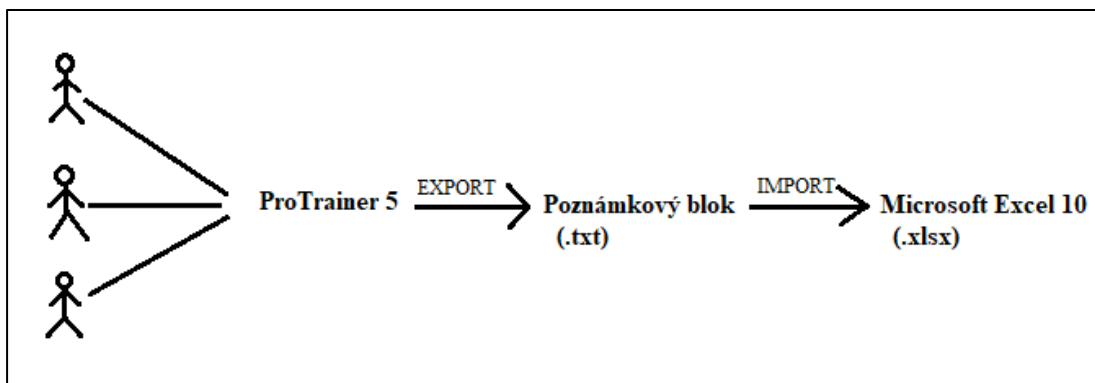 ProTrainer 5
EXPORT
Poznámkový blok
(.txt)
IMPORT
Microsoft Excel 10
(.xlsx)